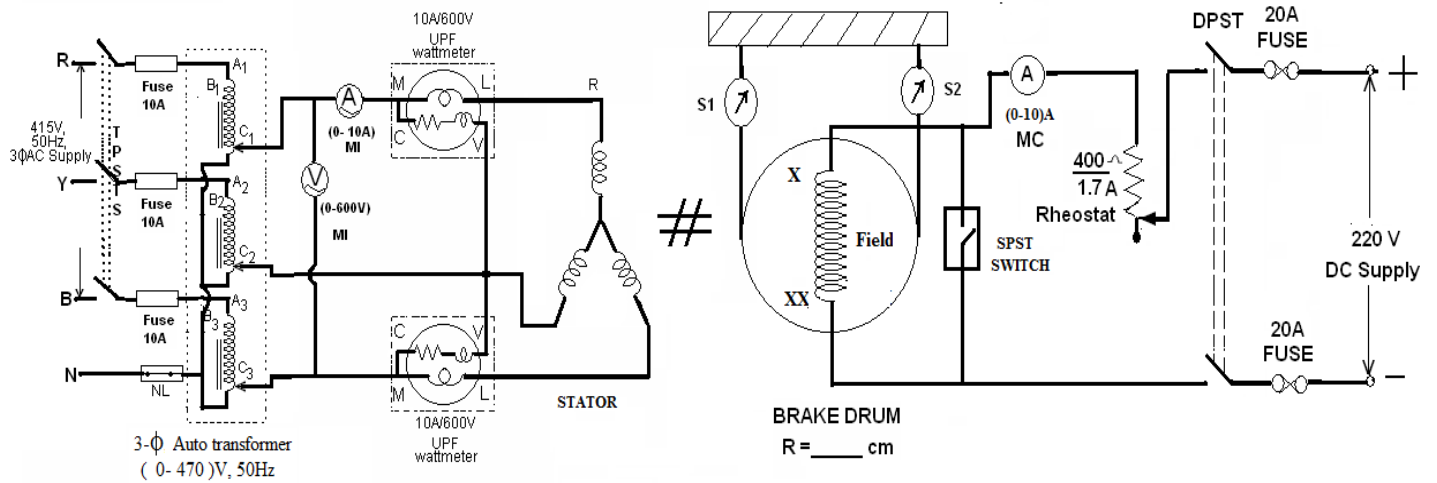 10A/600V
UPF
wattmeter
DPST
20A
FUSE
R
Fuse
10A
A1
B1
C1
M
L
C
V
A
(0- 10A)
MI
R
S1
S2
A
(0-10)A
MC
+
415V,
50Hz,
3ϕAC Supply
T
P
S
S
Y
Fuse
10A
A2
B2
C2
V
(0-600V)
MI
#
X
Field
XX
SPST
SWITCH
400 Ω
1.7 A
Rheostat
220 V
DC Supply
B
Fuse
10A
A3
B3
C3
C
V
M
L
N
NL
STATOR
20A
FUSE
−
10A/600V
UPF
wattmeter
BRAKE DRUM
R = ____ cm
3-ϕ Auto transformer
( 0- 470 )V, 50Hz